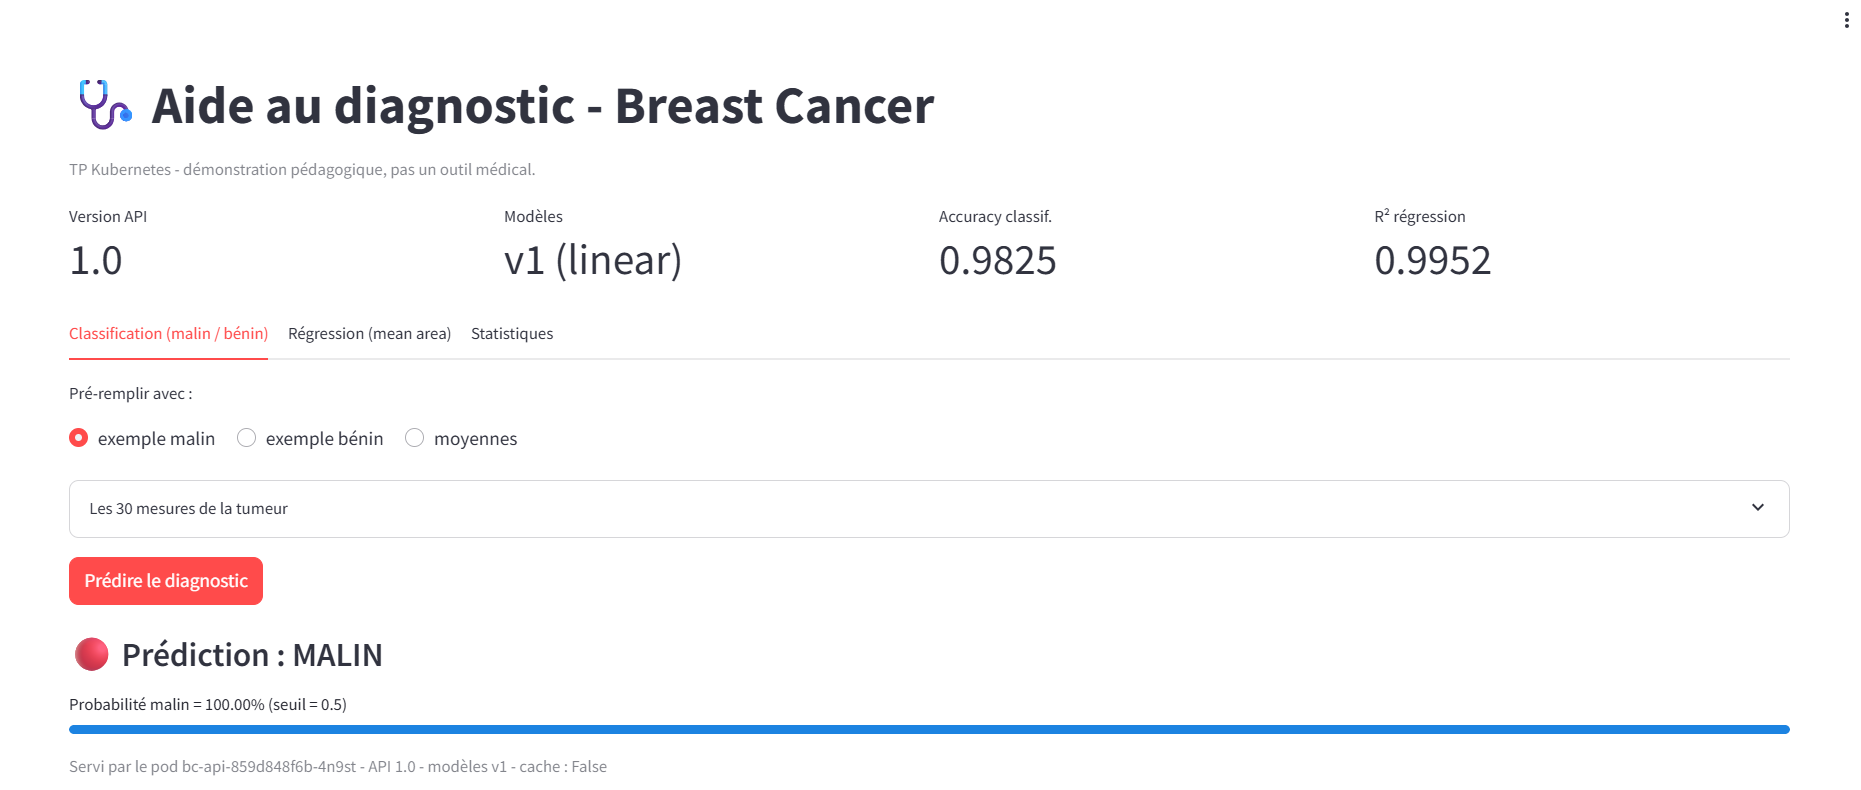 Aide au diagnostic - Breast Cancer
TP Kubernetes - démonstration pédagogique, pas un outil médical.
Version API
1.0
Modèles
v1 (linear)
Accuracy classif.
0.9825
R² régression
0.9952
Classification (malin / bénin) Régression (mean area) Statistiques
Pré-remplir avec :
exemple malin exemple bénin moyennes
Les 30 mesures de la tumeur
Prédire le diagnostic
Prédiction : MALIN
Probabilité malin = 100.00% (seuil = 0.5)
Servi par le pod bc-api-859d848f6b-4n9st - API 1.0 - modèles v1 - cache : False